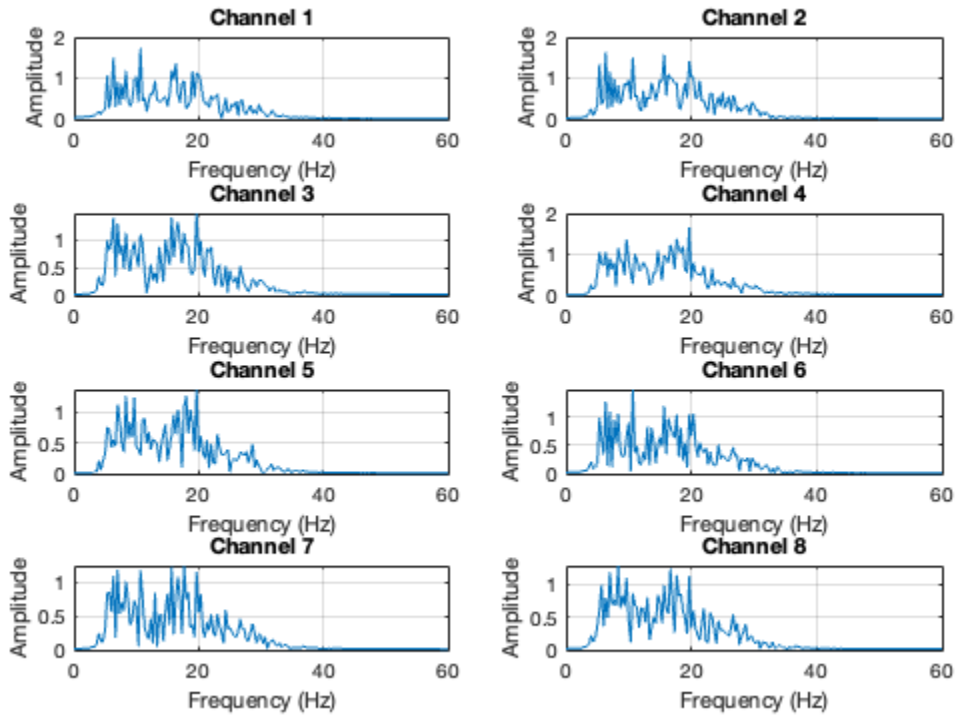 Channel 1
Amplitude
2
1
0
0 20 40 60
Frequency (Hz)
Channel 2
Amplitude
2
1
0
0 20 40 60
Frequency (Hz)
Channel 3
Amplitude
1
0.5
0
0 20 40 60
Frequency (Hz)
Channel 4
Amplitude
2
1
0
0 20 40 60
Frequency (Hz)
Channel 5
Amplitude
1
0.5
0
0 20 40 60
Frequency (Hz)
Channel 6
Amplitude
1
0.5
0
0 20 40 60
Frequency (Hz)
Channel 7
Amplitude
1
0.5
0
0 20 40 60
Frequency (Hz)
Channel 8
Amplitude
1
0.5
0
0 20 40 60
Frequency (Hz)